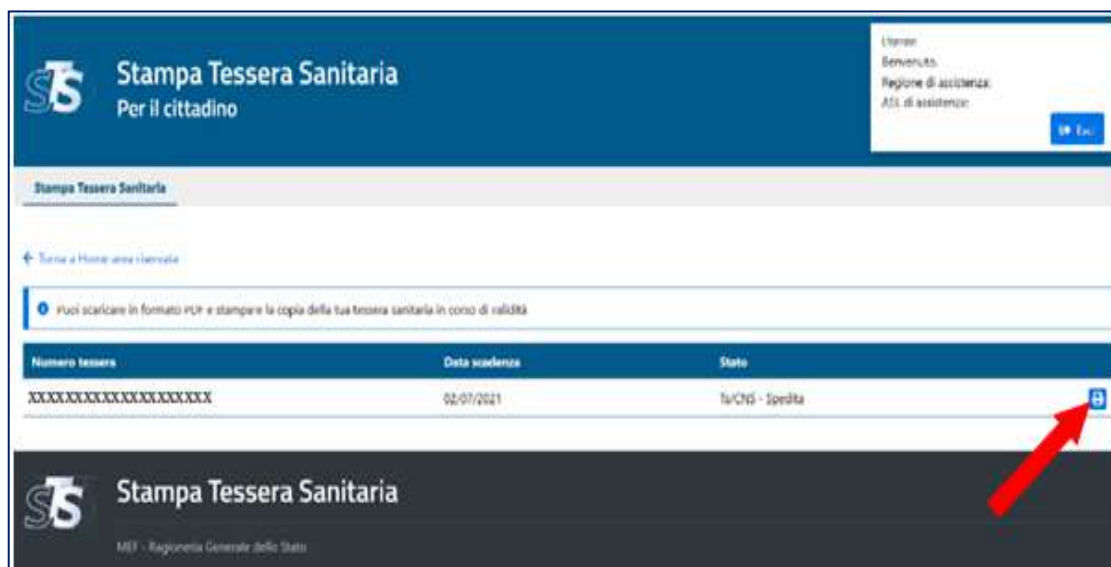 STS
Stampa Tessera Sanitaria
Per il cittadino
Utente:
Benvenuto.
Regione di assistenza:
ASL di assistenza:
Esci
Stampa Tessera Sanitaria
Torna a Home area riservata
Puoi scaricare in formato PDF e stampare la copia della tua tessera sanitaria in corso di validità
Numero tessera Data scadenza Stato
XXXXXXXXXXXXXXXXXXXX 02/07/2021 Ts/CNS - Spedita
STS
Stampa Tessera Sanitaria
MEF - Ragioneria Generale dello Stato